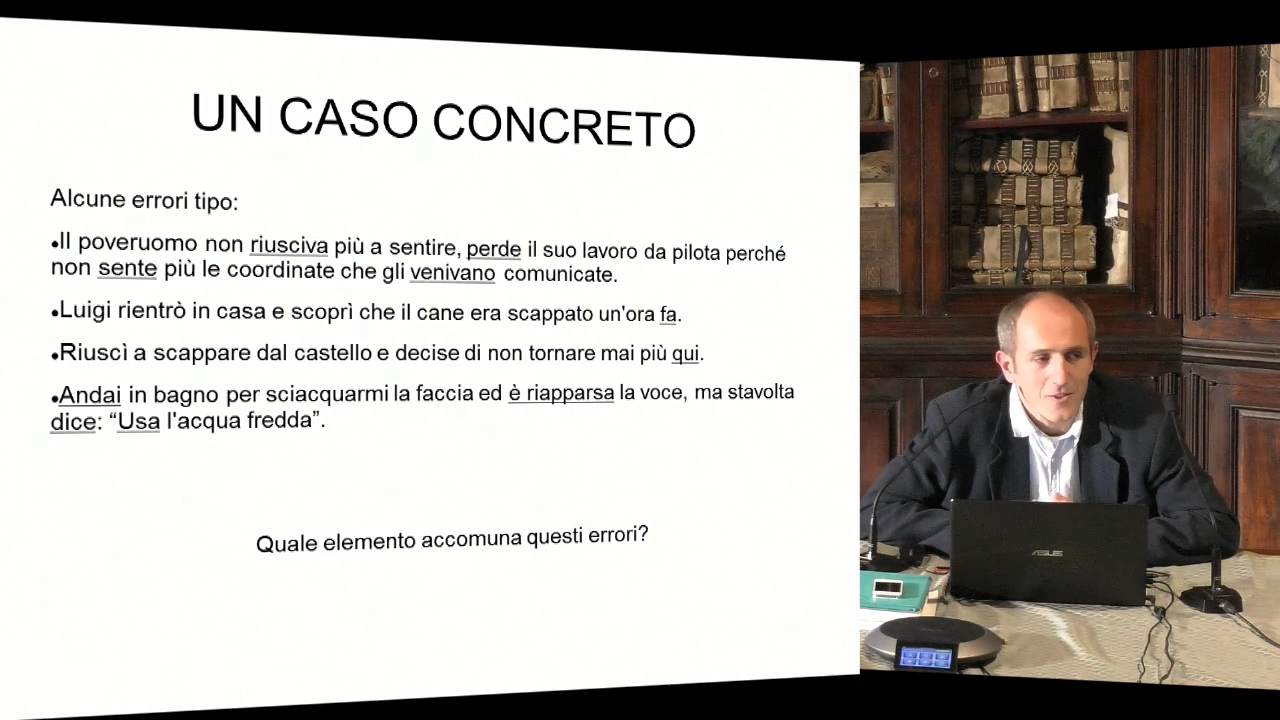 UN CASO CONCRETO
Alcune errori tipo:
•Il poveruomo non riusciva più a sentire, perde il suo lavoro da pilota perché
non sente più le coordinate che gli venivano comunicate.
•Luigi rientrò in casa e scoprì che il cane era scappato un'ora fa.
•Riuscì a scappare dal castello e decise di non tornare mai più qui.
•Andai in bagno per sciacquarmi la faccia ed è riapparsa la voce, ma stavolta
dice: “Usa l'acqua fredda”.
Quale elemento accomuna questi errori?
ASUS